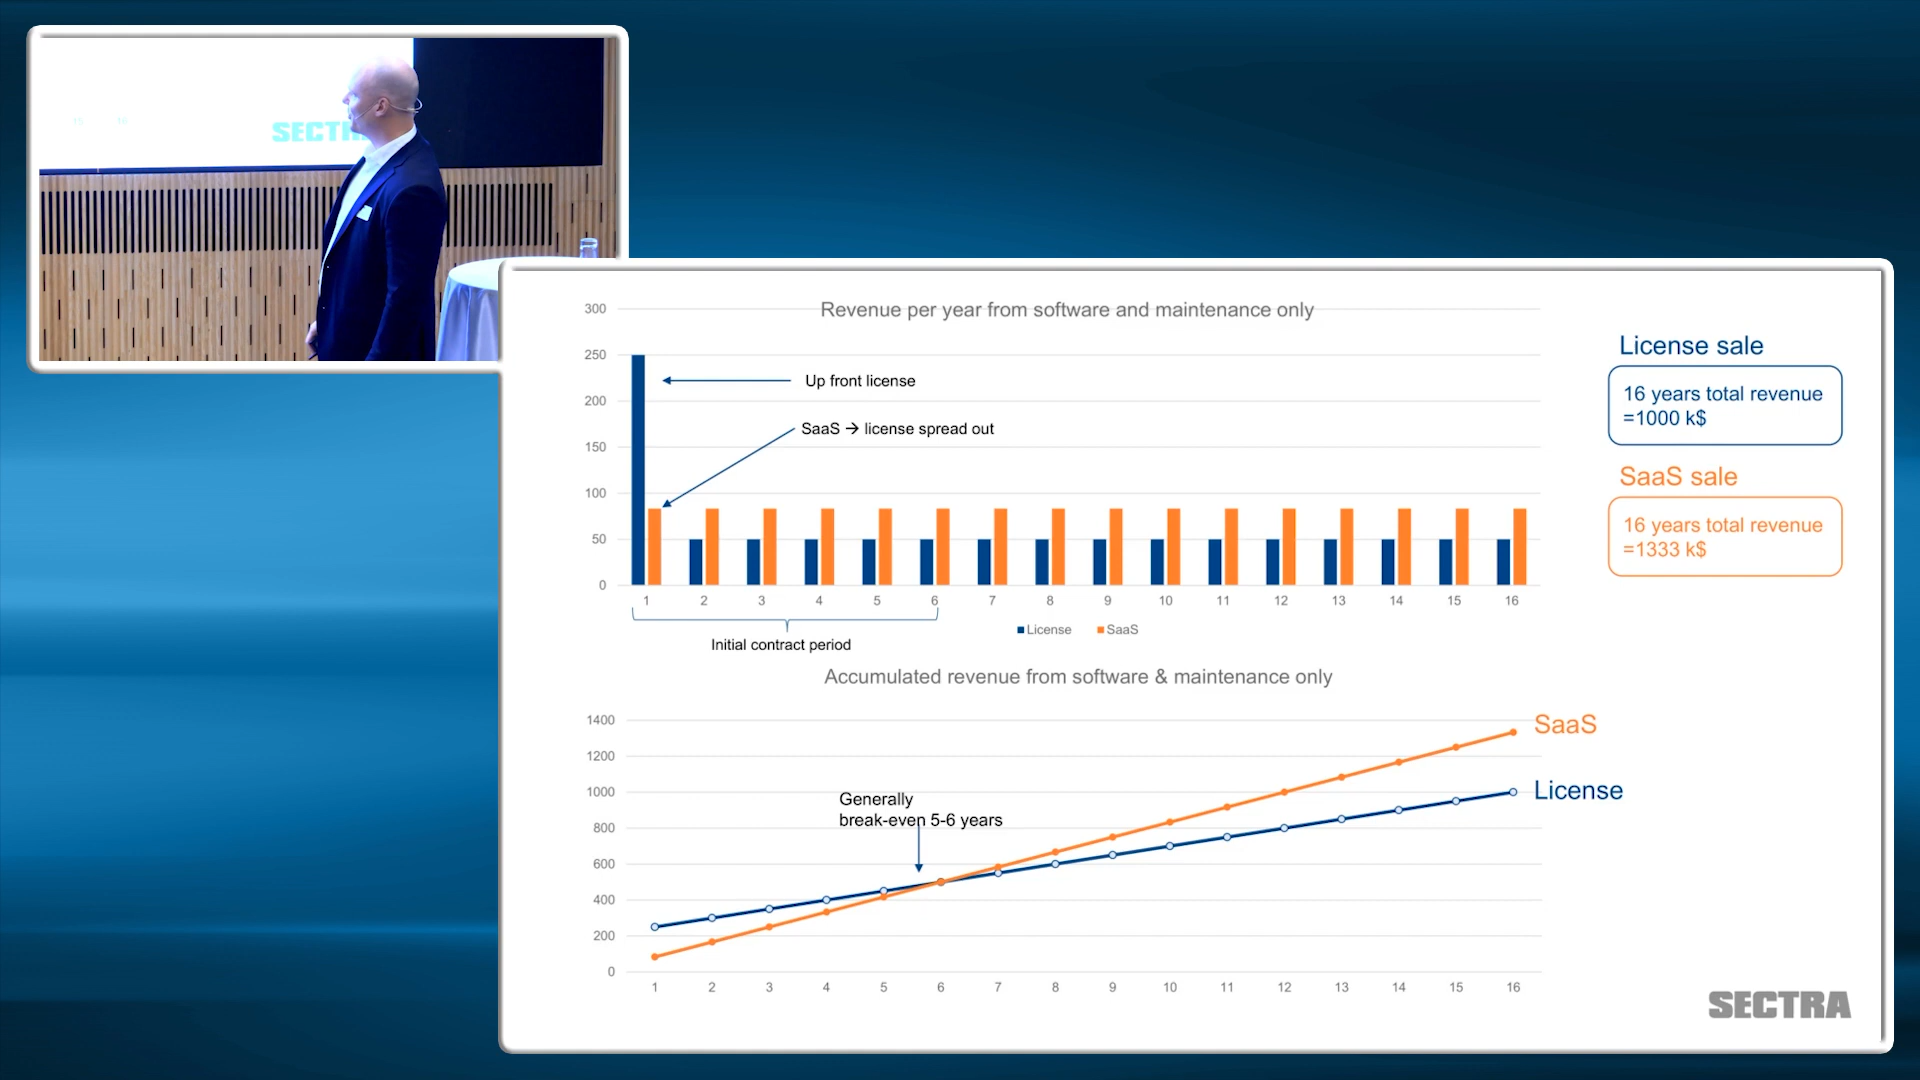 SECTR
Revenue per year from software and maintenance only
300
250
200
150
100
50
0
Up front license
SaaS → license spread out
1 2 3 4 5 6 7 8 9 10 11 12 13 14 15 16
Initial contract period
License SaaS
License sale
16 years total revenue
=1000 k$
SaaS sale
16 years total revenue
=1333 k$
Accumulated revenue from software & maintenance only
1400
1200
1000
800
600
400
200
0
Generally
break-even 5-6 years
SaaS
License
1 2 3 4 5 6 7 8 9 10 11 12 13 14 15 16
SECTRA